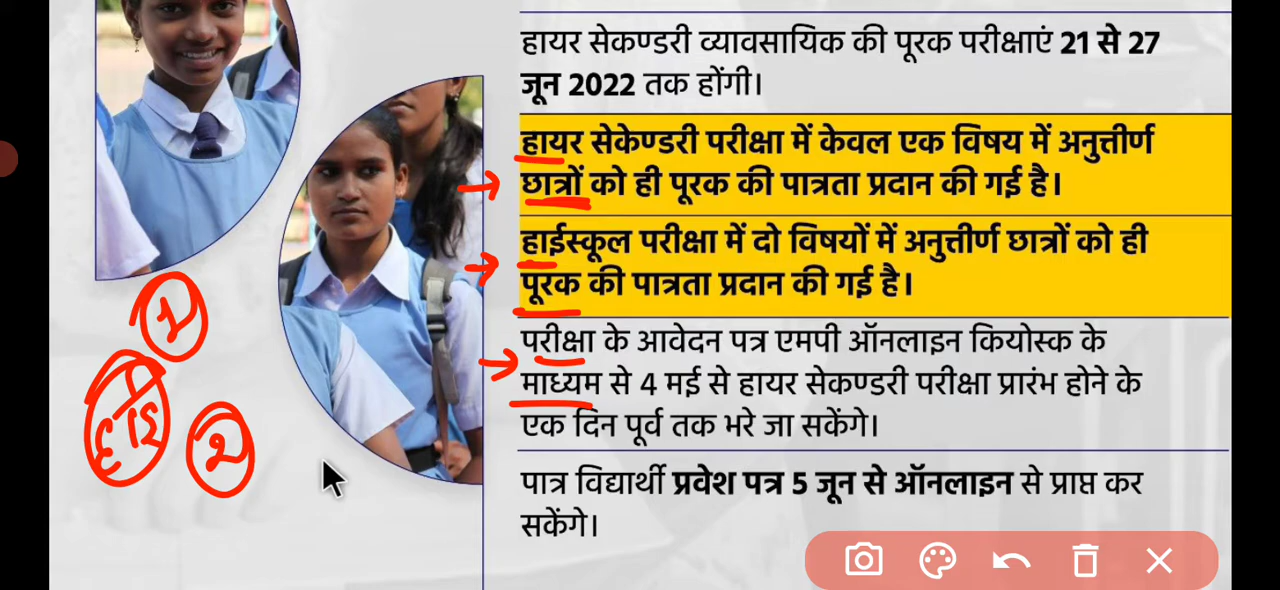 हायर सेकण्डरी व्यावसायिक की पूरक परीक्षाएं 21 से 27
जून 2022 तक होंगी।
हायर सेकेण्डरी परीक्षा में केवल एक विषय में अनुत्तीर्ण
छात्रों को ही पूरक की पात्रता प्रदान की गई है।
हाईस्कूल परीक्षा में दो विषयों में अनुत्तीर्ण छात्रों को ही
पूरक की पात्रता प्रदान की गई है।
परीक्षा के आवेदन पत्र एमपी ऑनलाइन कियोस्क के
माध्यम से 4 मई से हायर सेकण्डरी परीक्षा प्रारंभ होने के
एक दिन पूर्व तक भरे जा सकेंगे।
पात्र विद्यार्थी प्रवेश पत्र 5 जून से ऑनलाइन से प्राप्त कर
सकेंगे।